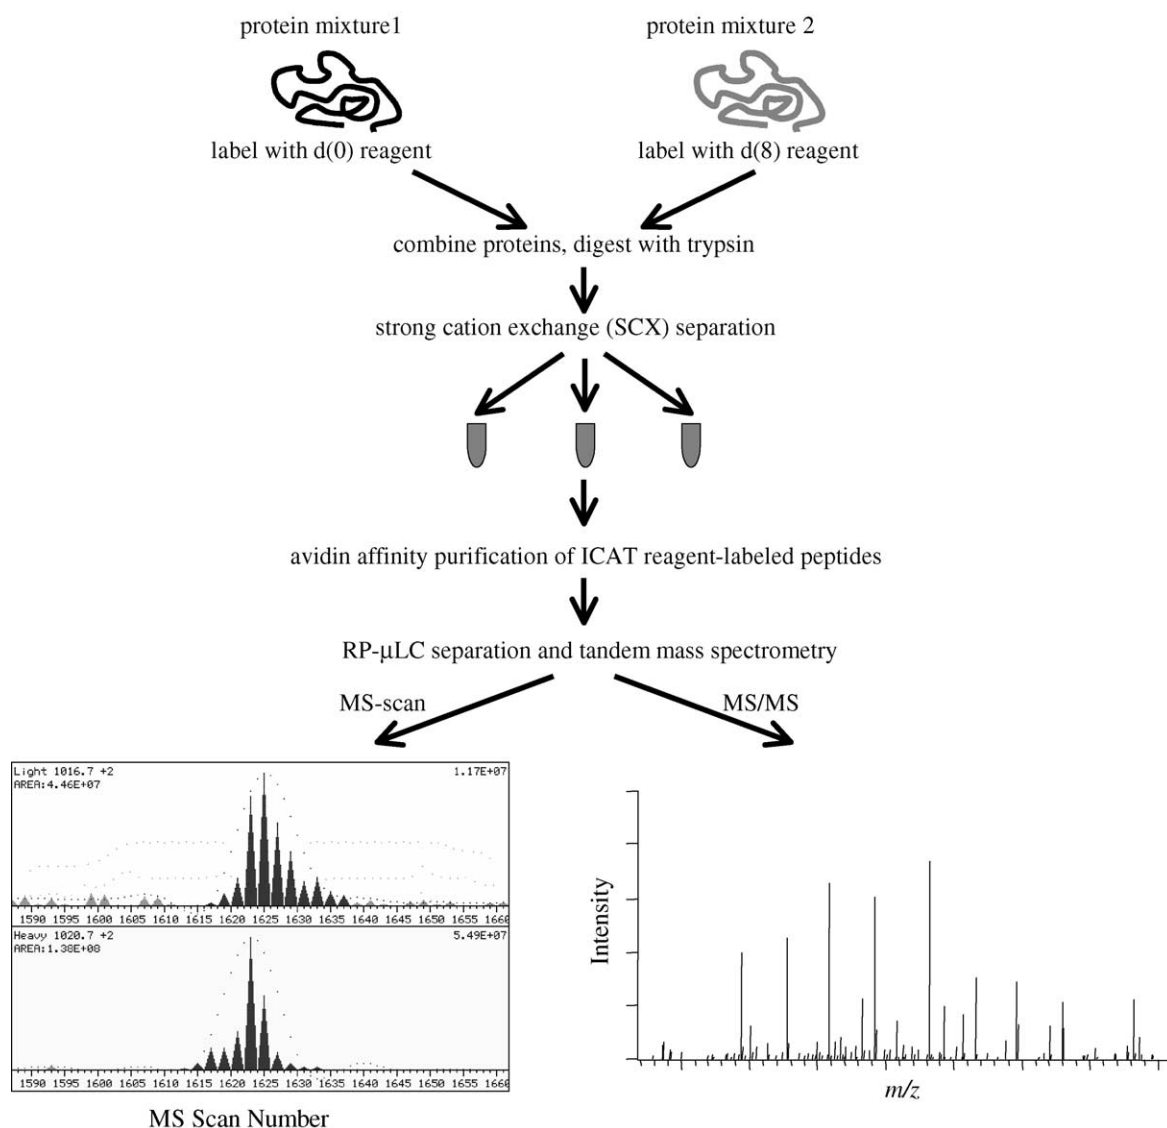 protein mixture1
protein mixture 2
label with d(0) reagent
label with d(8) reagent
combine proteins, digest with trypsin
strong cation exchange (SCX) separation
avidin affinity purification of ICAT reagent-labeled peptides
RP-μLC separation and tandem mass spectrometry
MS-scan
MS/MS
Light 1016.7 +2
1.17E+07
AREA:4.46E+07
1590 1595 1600 1605 1610 1615 1620 1625 1630 1635 1640 1645 1650 1655 166
Heavy 1020.7 +2
5.49E+07
AREA:1.38E+08
1590 1595 1600 1605 1610 1615 1620 1625 1630 1635 1640 1645 1650 1655 1660
MS Scan Number
Intensity
m/z